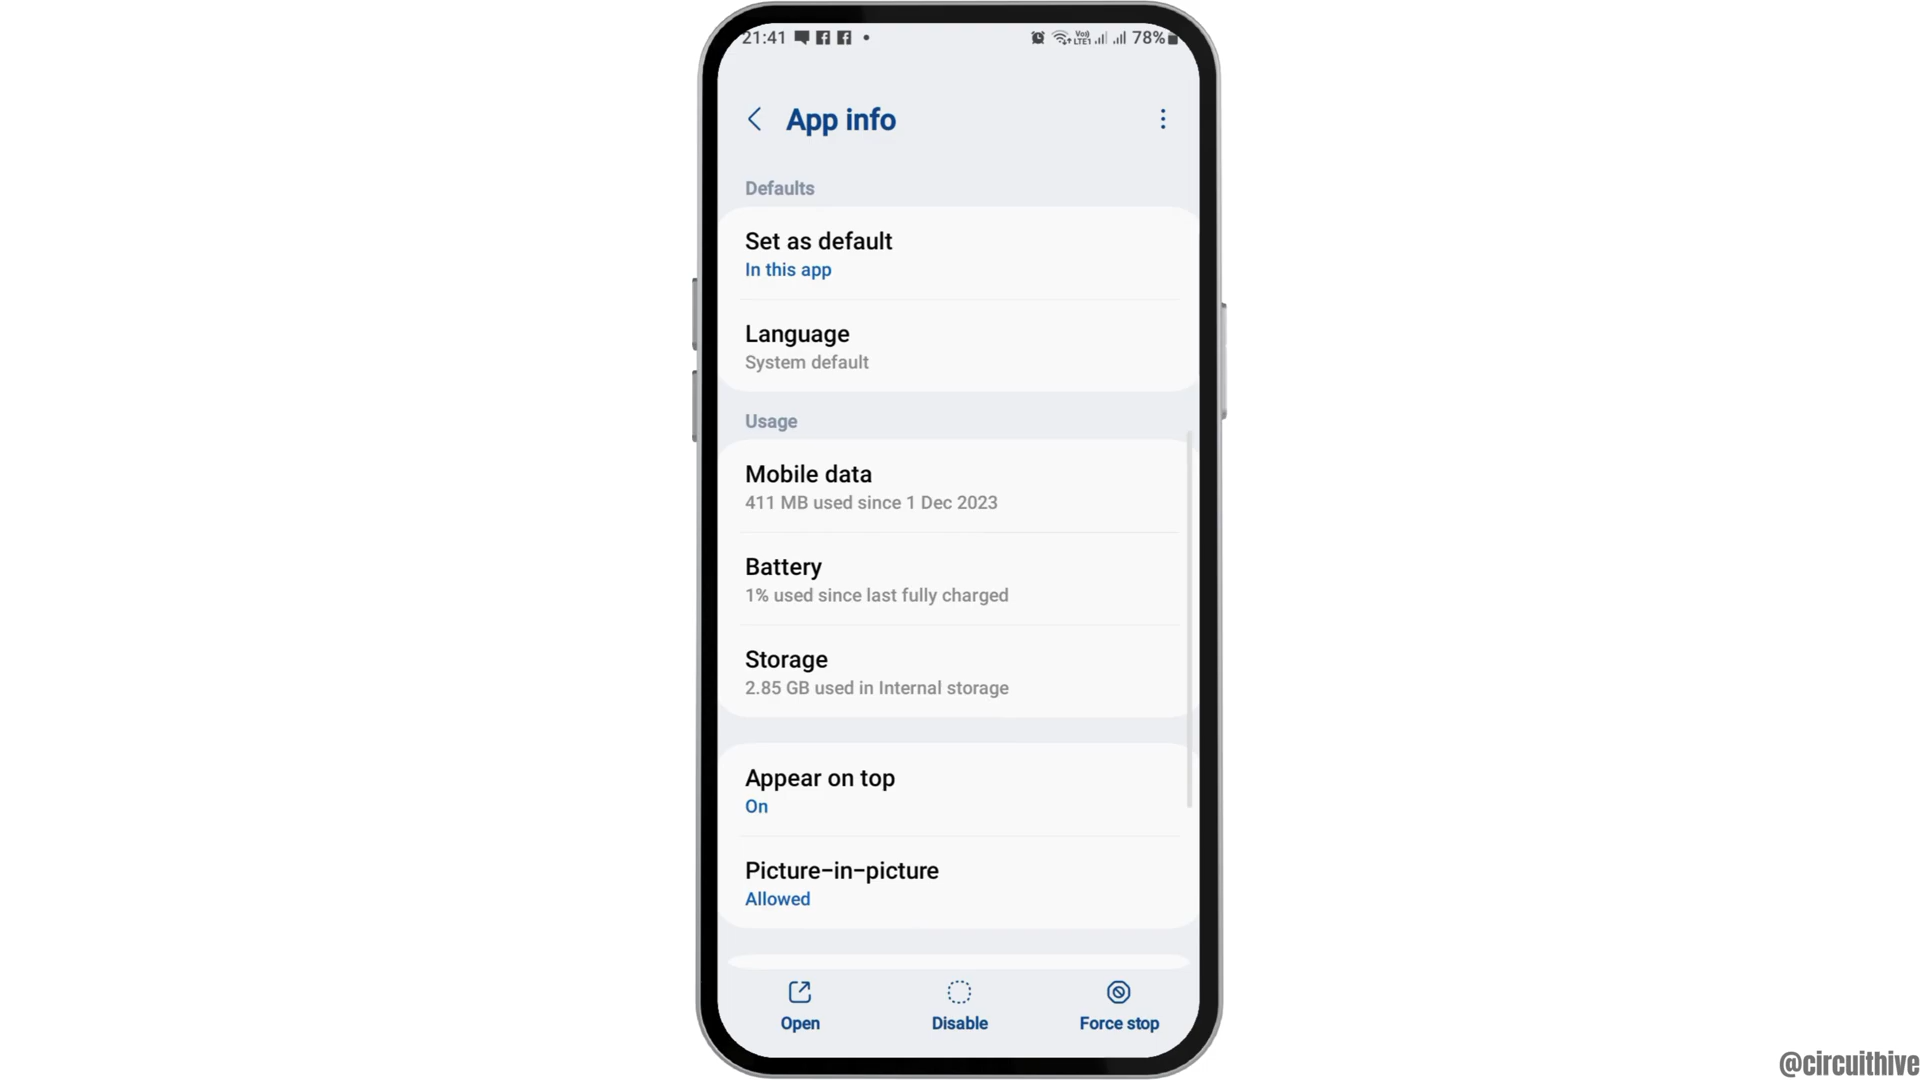 21:41
Vo)) LTE1
78%
App info
Defaults
Set as default
In this app
Language
System default
Usage
Mobile data
411 MB used since 1 Dec 2023
Battery
1% used since last fully charged
Storage
2.85 GB used in Internal storage
Appear on top
On
Picture-in-picture
Allowed
Open
Disable
Force stop
@circuithive